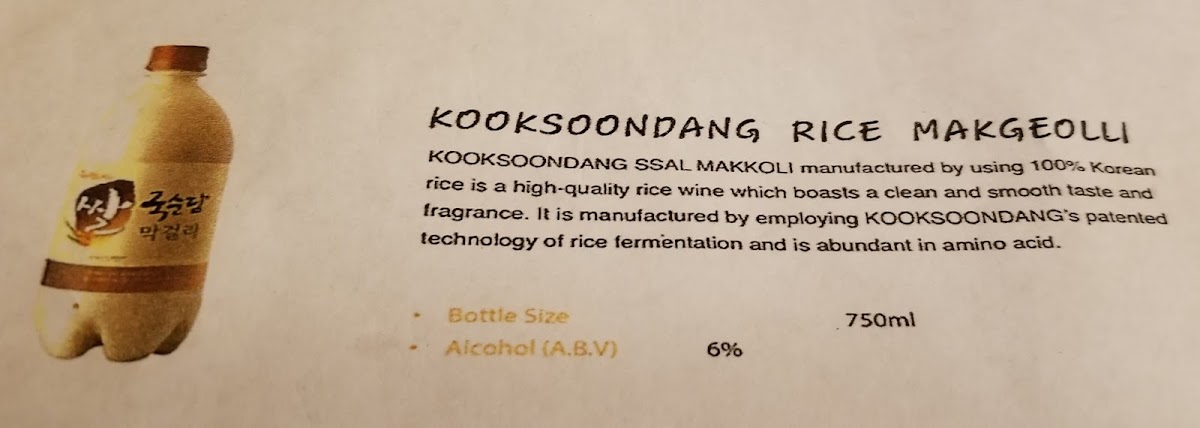 쌀
국순당
막걸리
KOOKSOONDANG RICE MAKGEOLLI
KOOKSOONDANG SSAL MAKKOLI manufactured by using 100% Korean
rice is a high-quality rice wine which boasts a clean and smooth taste and
fragrance. It is manufactured by employing KOOKSOONDANG's patented
technology of rice fermentation and is abundant in amino acid.
• Bottle Size 750ml
• Alcohol (A.B.V) 6%